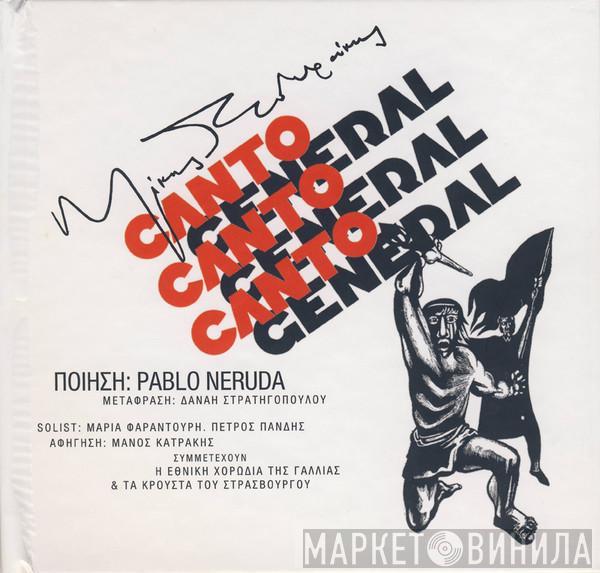 Μίκης Θεοδωράκης
CANTO
GENERAL
CANTO
GENERAL
CANTO
GENERAL
ΠΟΙΗΣΗ: PABLO NERUDA
ΜΕΤΑΦΡΑΣΗ: ΔΑΝΑΗ ΣΤΡΑΤΗΓΟΠΟΥΛΟΥ
SOLIST: ΜΑΡΙΑ ΦΑΡΑΝΤΟΥΡΗ. ΠΕΤΡΟΣ ΠΑΝΔΗΣ
ΑΦΗΓΗΣΗ: ΜΑΝΟΣ ΚΑΤΡΑΚΗΣ
ΣΥΜΜΕΤΕΧΟΥΝ
Η ΕΘΝΙΚΗ ΧΟΡΩΔΙΑ ΤΗΣ ΓΑΛΛΙΑΣ
& ΤΑ ΚΡΟΥΣΤΑ ΤΟΥ ΣΤΡΑΣΒΟΥΡΓΟΥ
МАРКЕТ ВИНИЛА